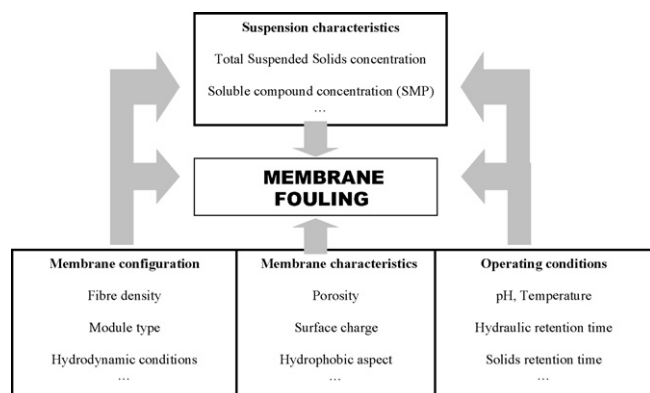 Suspension characteristics
Total Suspended Solids concentration
Soluble compound concentration (SMP)
…
MEMBRANE
FOULING
Membrane configuration
Fibre density
Module type
Hydrodynamic conditions
…
Membrane characteristics
Porosity
Surface charge
Hydrophobic aspect
…
Operating conditions
pH, Temperature
Hydraulic retention time
Solids retention time
…